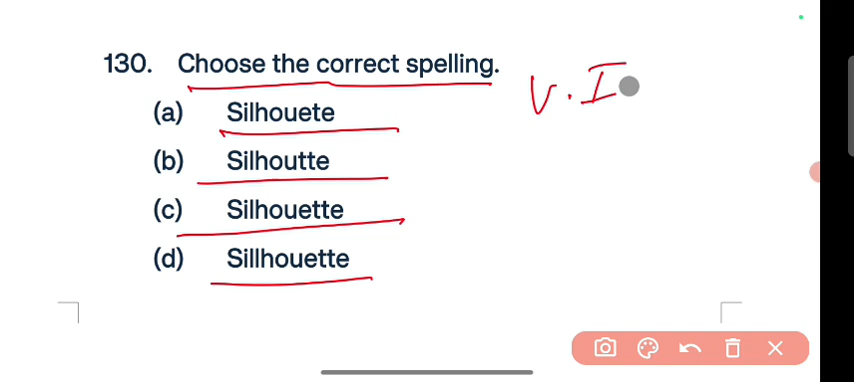 130. Choose the correct spelling.
V. I
(a) Silhouete
(b) Silhoutte
(c) Silhouette
(d) Sillhouette